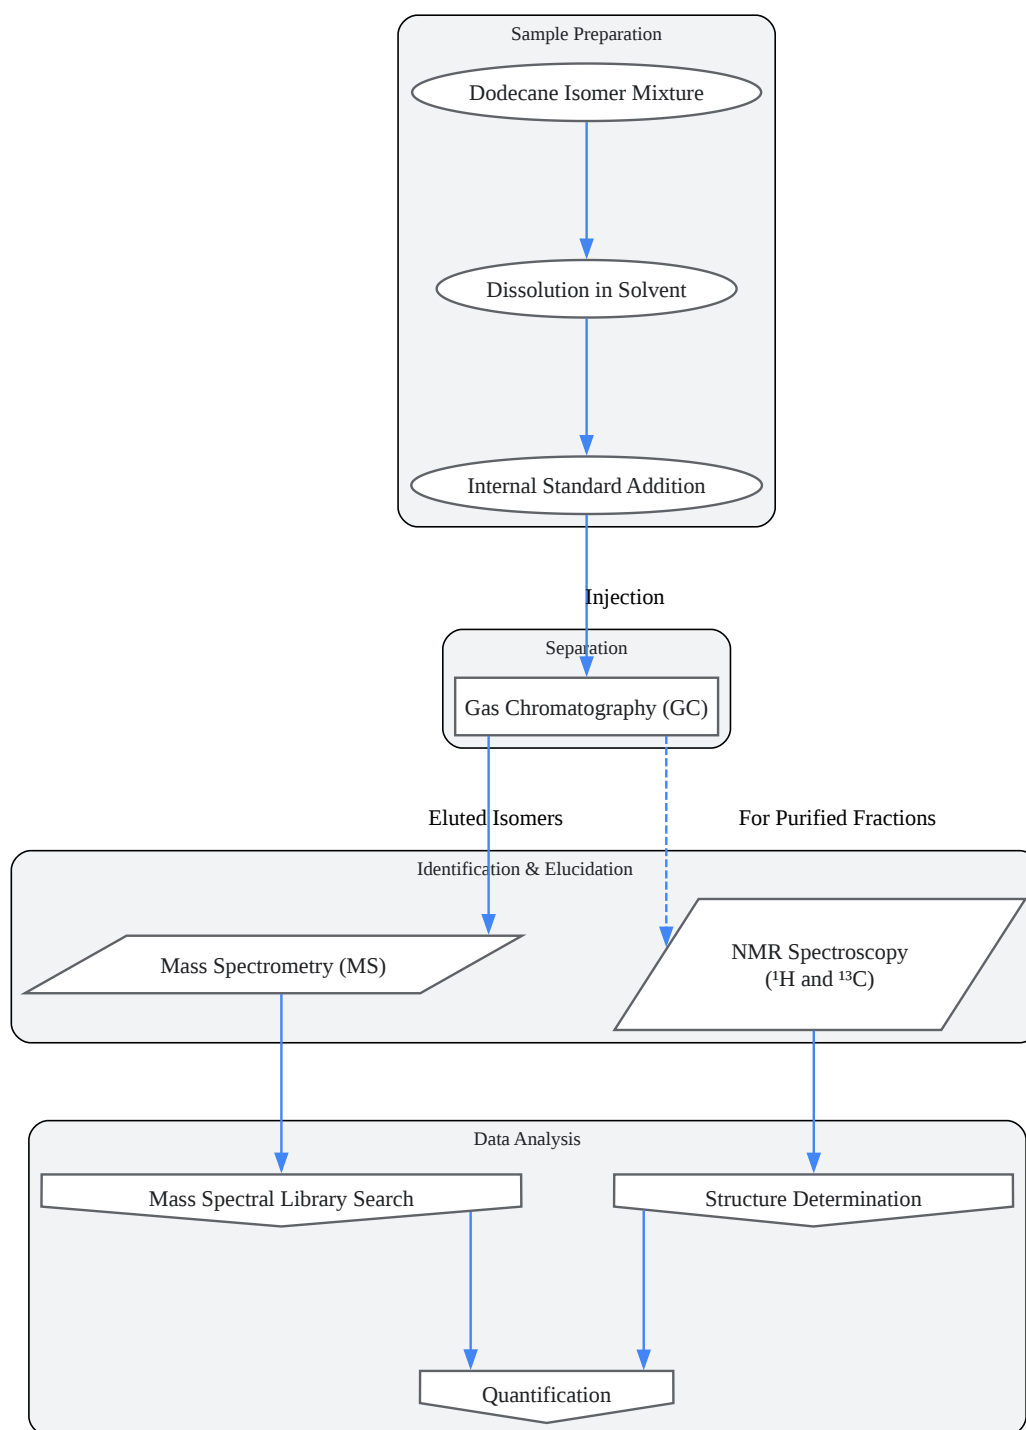 Sample Preparation
Dodecane Isomer Mixture
Dissolution in Solvent
Internal Standard Addition
Injection
Separation
Gas Chromatography (GC)
Eluted Isomers
For Purified Fractions
Identification & Elucidation
Mass Spectrometry (MS)
NMR Spectroscopy
(¹H and ¹³C)
Data Analysis
Mass Spectral Library Search
Structure Determination
Quantification